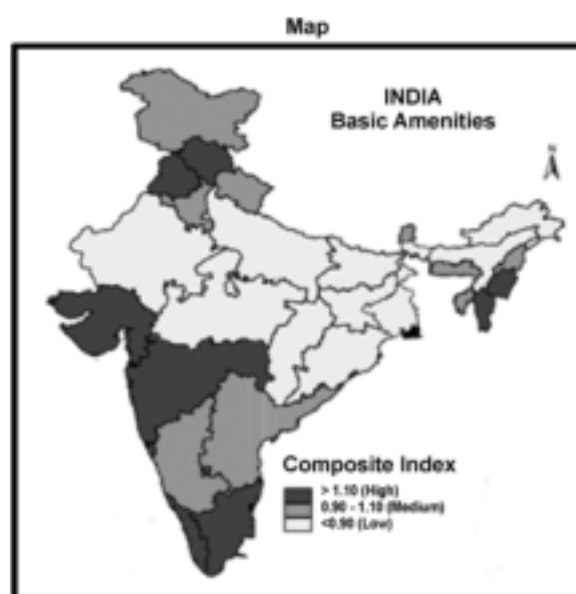 Map
INDIA
Basic Amenities
N
Composite Index
> 1.10 (High)
0.90 - 1.10 (Medium)
<0.90 (Low)